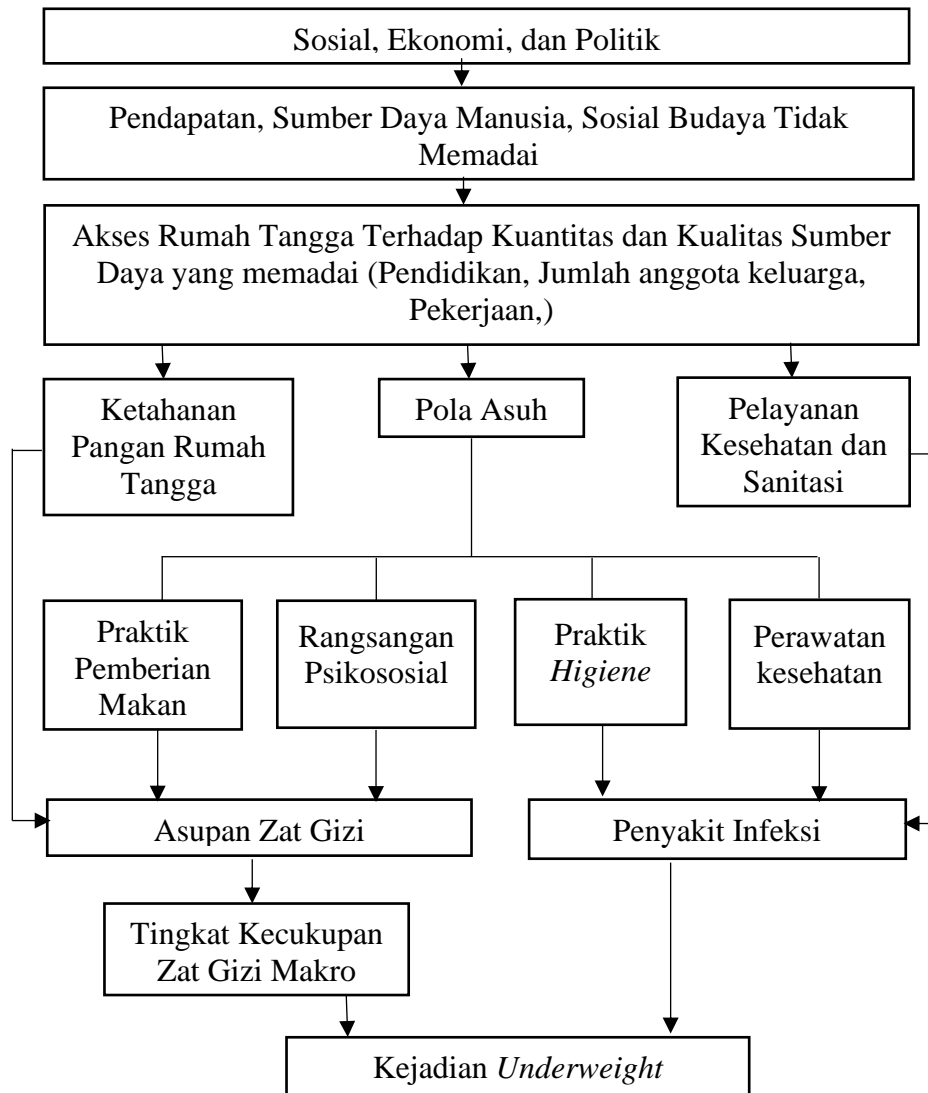 Sosial, Ekonomi, dan Politik
Pendapatan, Sumber Daya Manusia, Sosial Budaya Tidak
Memadai
Akses Rumah Tangga Terhadap Kuantitas dan Kualitas Sumber
Daya yang memadai (Pendidikan, Jumlah anggota keluarga,
Pekerjaan,)
Ketahanan
Pangan Rumah
Tangga
Pola Asuh
Pelayanan
Kesehatan dan
Sanitasi
Praktik
Pemberian
Makan
Rangsangan
Psikososial
Praktik
Higiene
Perawatan
kesehatan
Asupan Zat Gizi
Penyakit Infeksi
Tingkat Kecukupan
Zat Gizi Makro
Kejadian Underweight